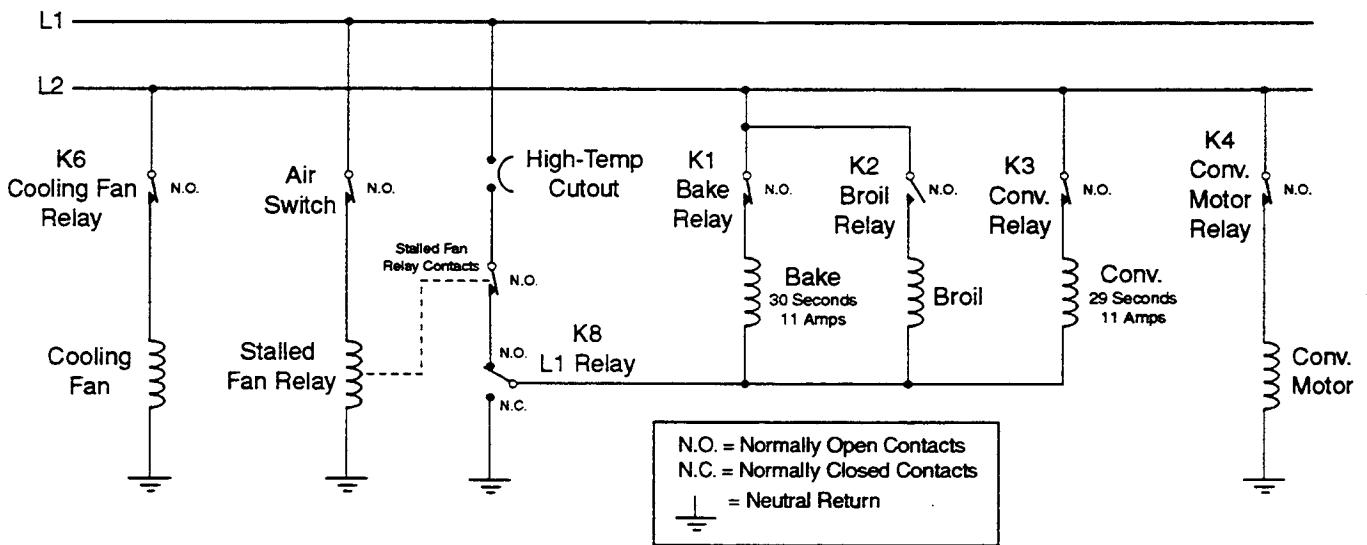 L1
L2
K6
Cooling Fan
Relay
N.O.
Air
Switch
N.O.
High-Temp
Cutout
K1
Bake
Relay
N.O.
K2
Broil
Relay
N.O.
K3
Conv.
Relay
N.O.
K4
Conv.
Motor
Relay
N.O.
Stalled Fan
Relay Contacts
N.O.
Bake
30 Seconds
11 Amps
Broil
Conv.
29 Seconds
11 Amps
Cooling
Fan
Stalled
Fan Relay
K8
L1 Relay
N.O.
N.C.
Conv.
Motor
N.O. = Normally Open Contacts
N.C. = Normally Closed Contacts
= Neutral Return